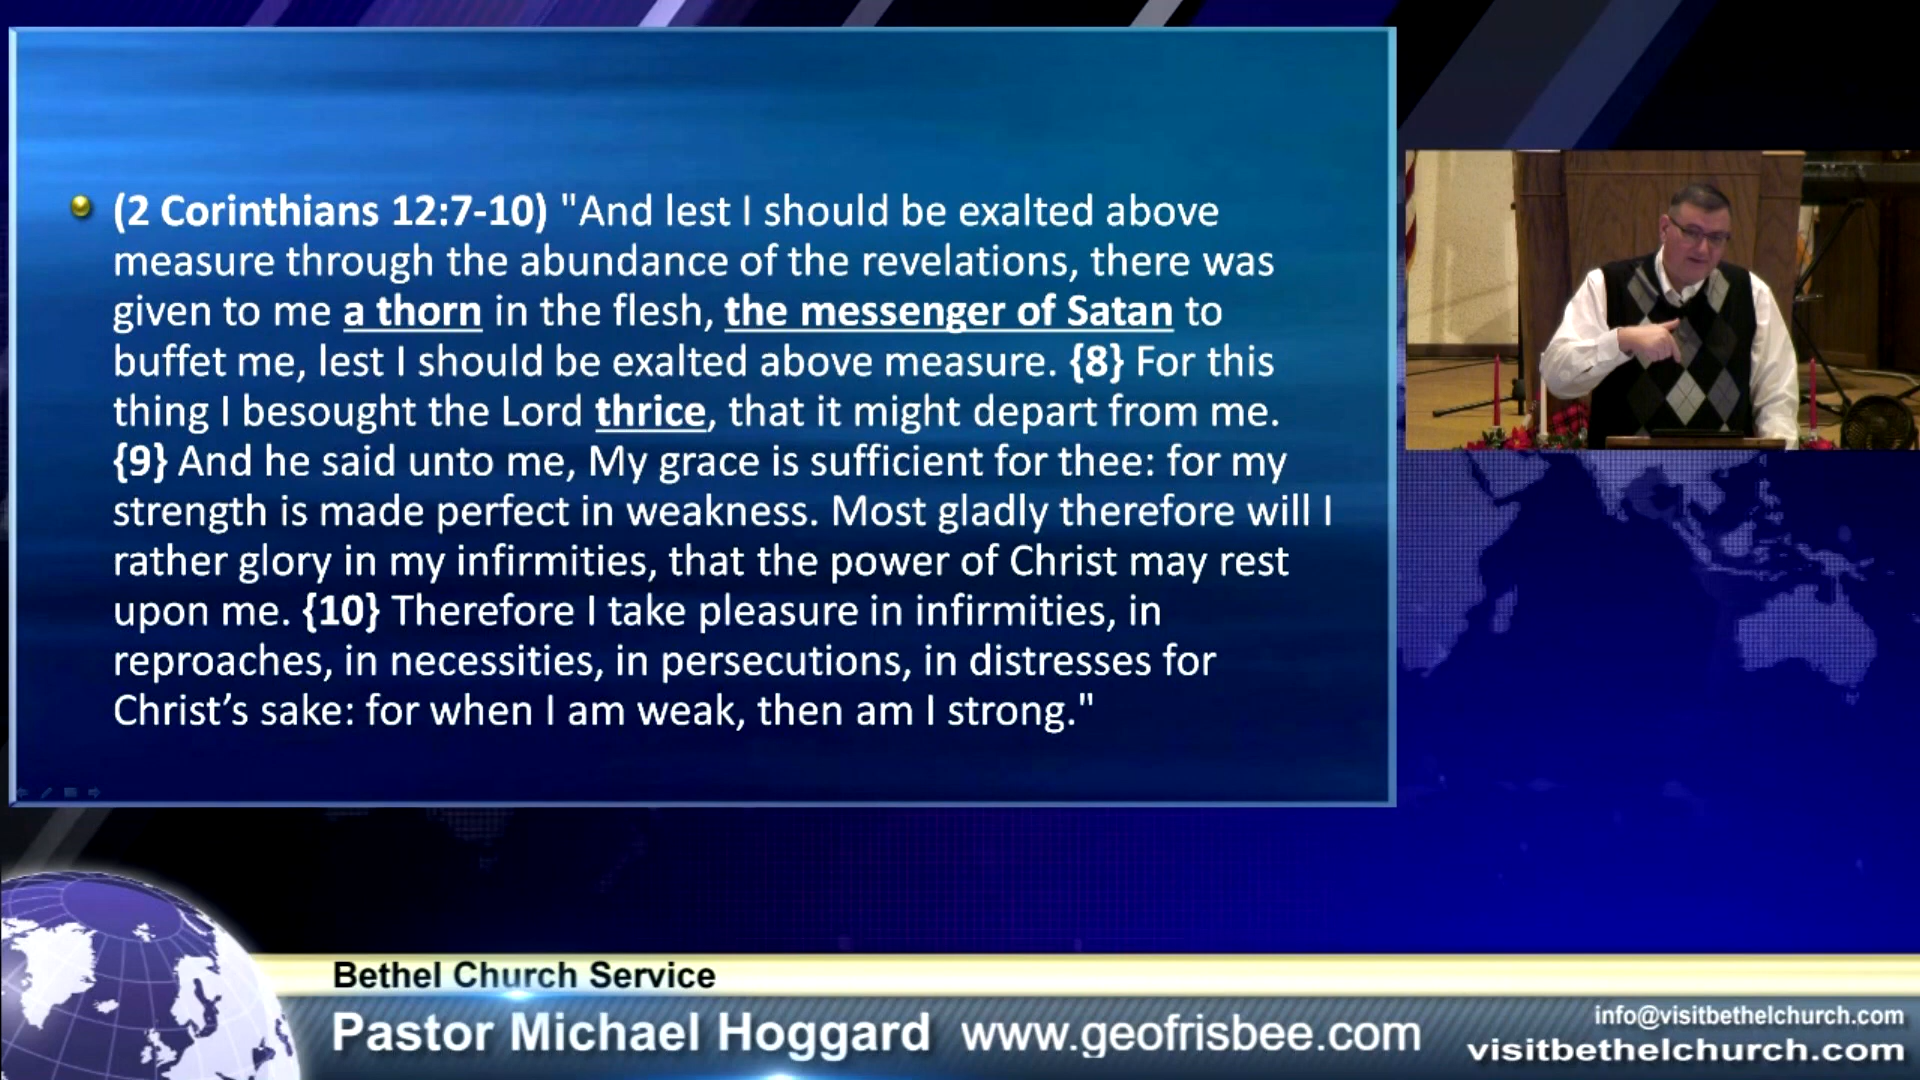 (2 Corinthians 12:7-10) "And lest I should be exalted above
measure through the abundance of the revelations, there was
given to me a thorn in the flesh, the messenger of Satan to
buffet me, lest I should be exalted above measure. {8} For this
thing I besought the Lord thrice, that it might depart from me.
{9} And he said unto me, My grace is sufficient for thee: for my
strength is made perfect in weakness. Most gladly therefore will I
rather glory in my infirmities, that the power of Christ may rest
upon me. {10} Therefore I take pleasure in infirmities, in
reproaches, in necessities, in persecutions, in distresses for
Christ’s sake: for when I am weak, then am I strong."
Bethel Church Service
Pastor Michael Hoggard www.geofrisbee.com
info@visitbethelchurch.com
visitbethelchurch.com